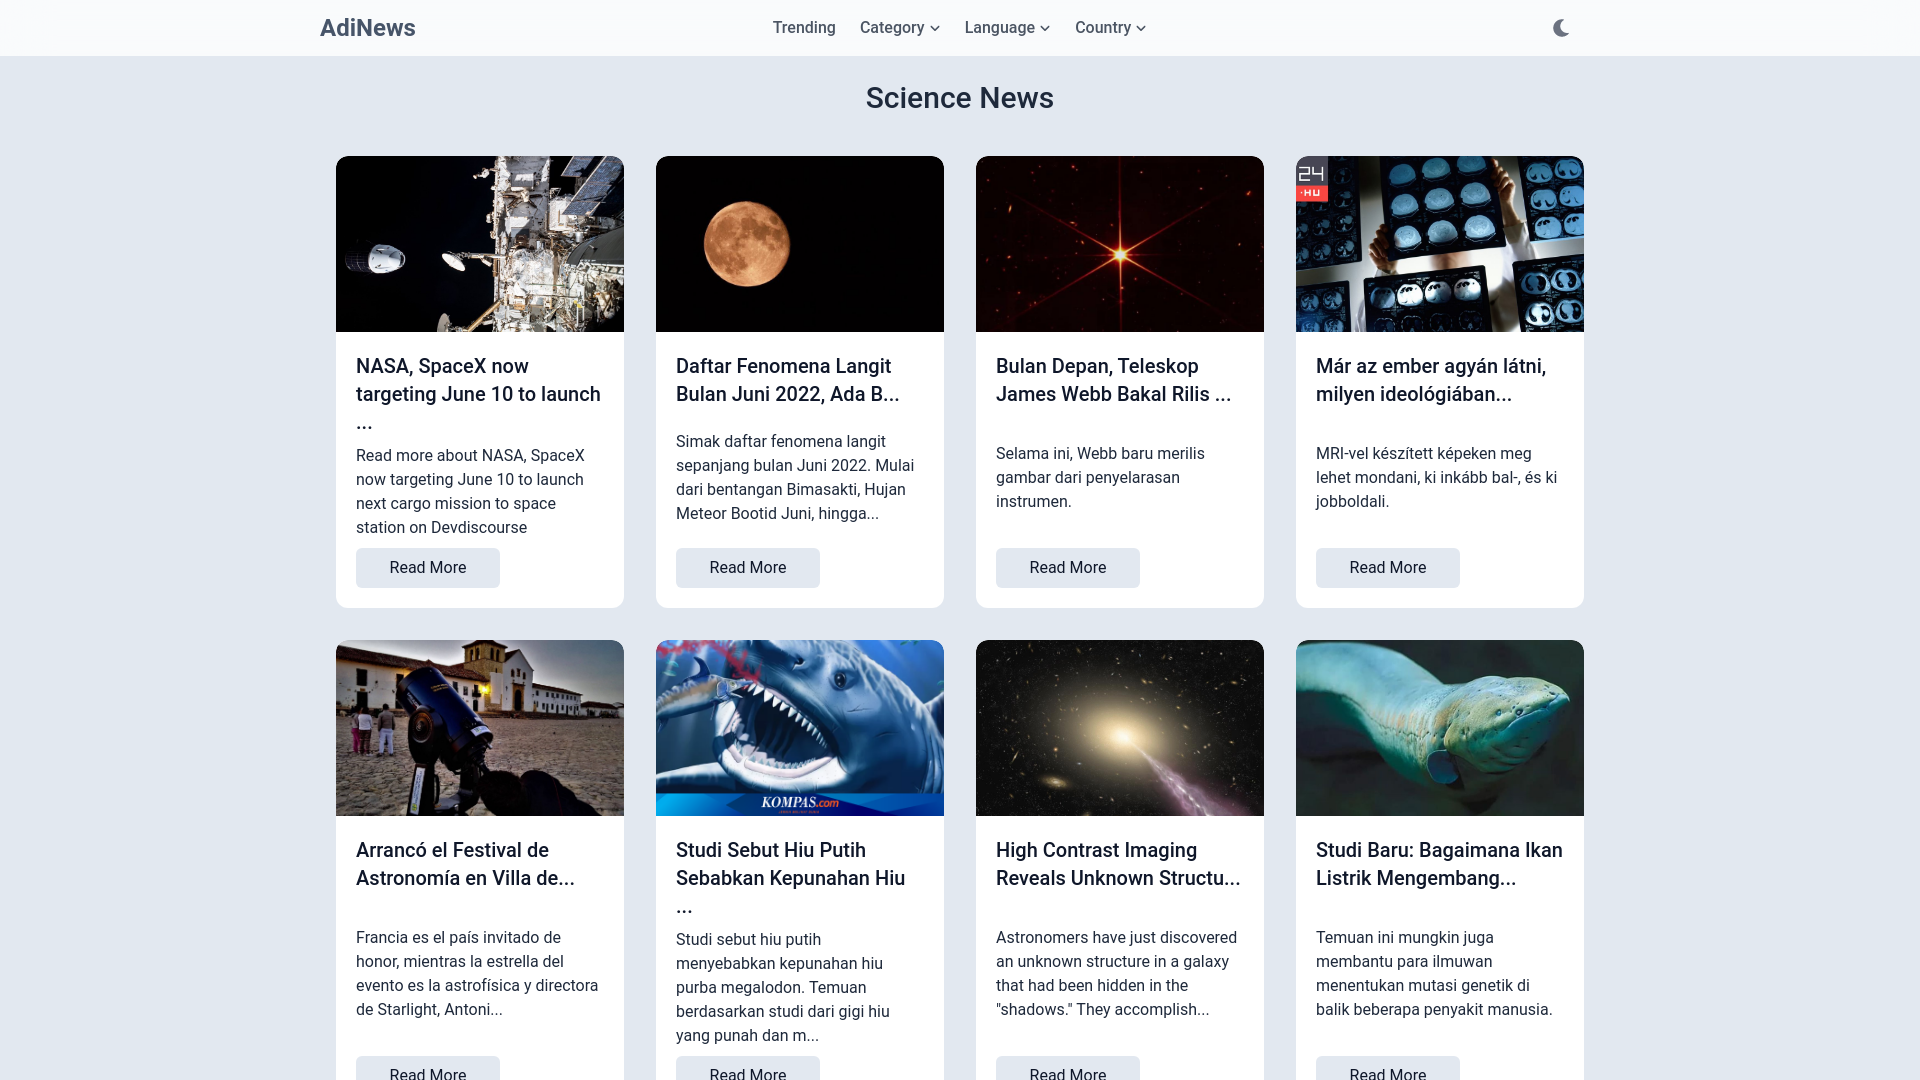 AdiNews
Trending
Category
Language
Country
Science News
24
·HU
NASA, SpaceX now
targeting June 10 to launch
...
Read more about NASA, SpaceX
now targeting June 10 to launch
next cargo mission to space
station on Devdiscourse
Read More
Daftar Fenomena Langit
Bulan Juni 2022, Ada B...
Simak daftar fenomena langit
sepanjang bulan Juni 2022. Mulai
dari bentangan Bimasakti, Hujan
Meteor Bootid Juni, hingga...
Read More
Bulan Depan, Teleskop
James Webb Bakal Rilis ...
Selama ini, Webb baru merilis
gambar dari penyelarasan
instrumen.
Read More
Már az ember agyán látni,
milyen ideológiában...
MRI-vel készített képeken meg
lehet mondani, ki inkább bal-, és ki
jobboldali.
Read More
Arrancó el Festival de
Astronomía en Villa de...
Francia es el país invitado de
honor, mientras la estrella del
evento es la astrofísica y directora
de Starlight, Antoni...
Read More
KOMPAS.com
Studi Sebut Hiu Putih
Sebabkan Kepunahan Hiu
...
Studi sebut hiu putih
menyebabkan kepunahan hiu
purba megalodon. Temuan
berdasarkan studi dari gigi hiu
yang punah dan m...
Read More
High Contrast Imaging
Reveals Unknown Structu...
Astronomers have just discovered
an unknown structure in a galaxy
that had been hidden in the
"shadows." They accomplish...
Read More
Studi Baru: Bagaimana Ikan
Listrik Mengembang...
Temuan ini mungkin juga
membantu para ilmuwan
menentukan mutasi genetik di
balik beberapa penyakit manusia.
Read More